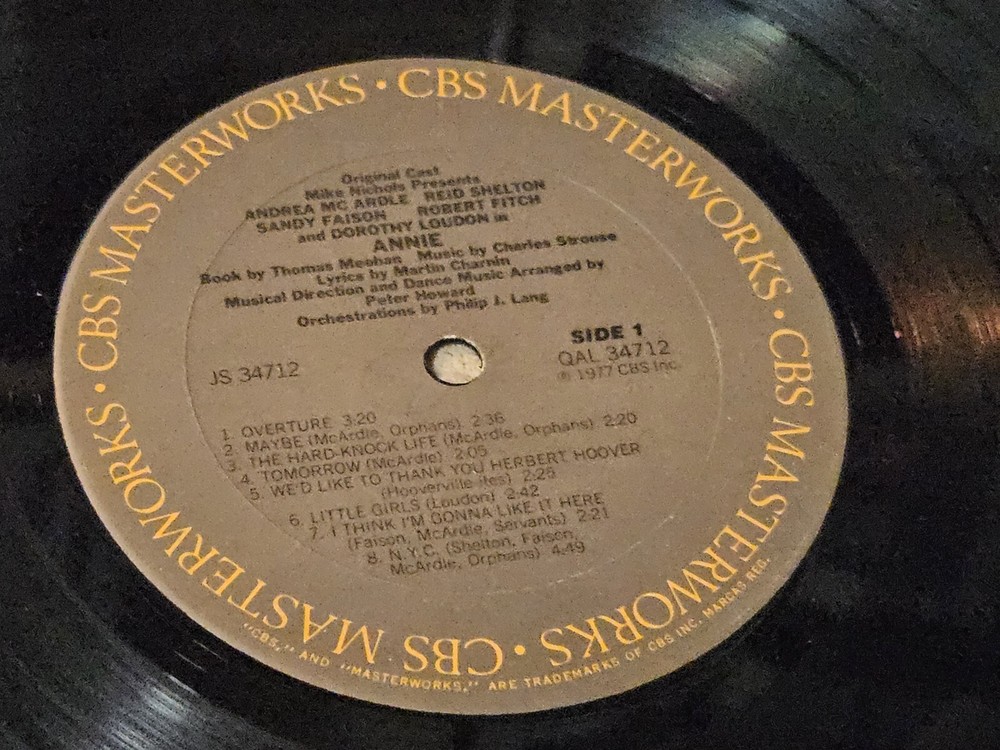 CBS MASTERWORKS · CBS MASTERWORKS · CBS MASTERWORKS · CBS MASTERWORKS · CBS MASTERWORKS ·
Original Cast
Mike Nichols Presents
ANDREA MC ARDLE REID SHELTON
SANDY FAISON ROBERT FITCH
and DOROTHY LOUDON in
ANNIE
Book by Thomas Meehan Music by Charles Strouse
Lyrics by Martin Charnin
Musical Direction and Dance Music Arranged by
Peter Howard
Orchestrations by Philip J. Lang
SIDE 1
JS 34712
QAL 34712
℗ 1977 CBS Inc.
1. OVERTURE 3:20
2. MAYBE (McArdle, Orphans) 2:36
3. THE HARD-KNOCK LIFE (McArdle, Orphans) 2:20
4. TOMORROW (McArdle) 2:05
5. WE'D LIKE TO THANK YOU HERBERT HOOVER
(Hooverville-ites) 2:25
6. LITTLE GIRLS (Loudon) 2:42
7. I THINK I'M GONNA LIKE IT HERE
(Faison, McArdle, Servants) 2:21
8. N.Y.C. (Shelton, Faison,
McArdle, Orphans) 4:49
"CBS," AND "MASTERWORKS," ARE TRADEMARKS OF CBS INC. MARCAS REG.